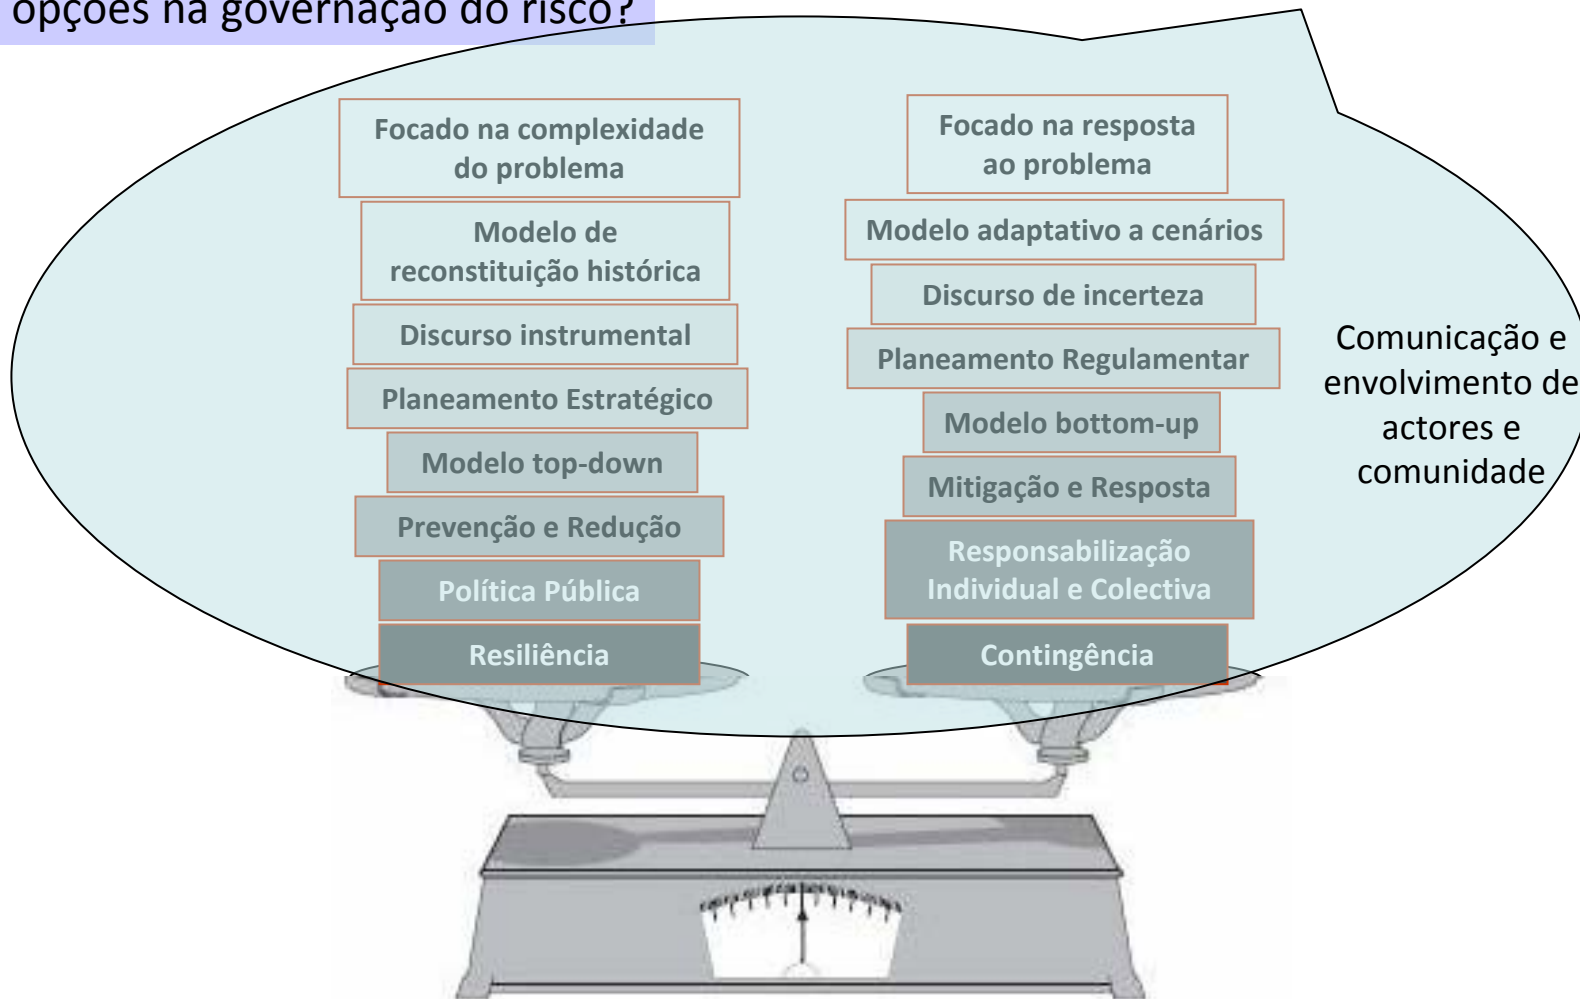 opções na governação do risco?
Focado na complexidade
do problema
Modelo de
reconstituição histórica
Discurso instrumental
Planeamento Estratégico
Modelo top-down
Prevenção e Redução
Política Pública
Resiliência
Focado na resposta
ao problema
Modelo adaptativo a cenários
Discurso de incerteza
Planeamento Regulamentar
Modelo bottom-up
Mitigação e Resposta
Responsabilização
Individual e Colectiva
Contingência
Comunicação e
envolvimento de
actores e
comunidade